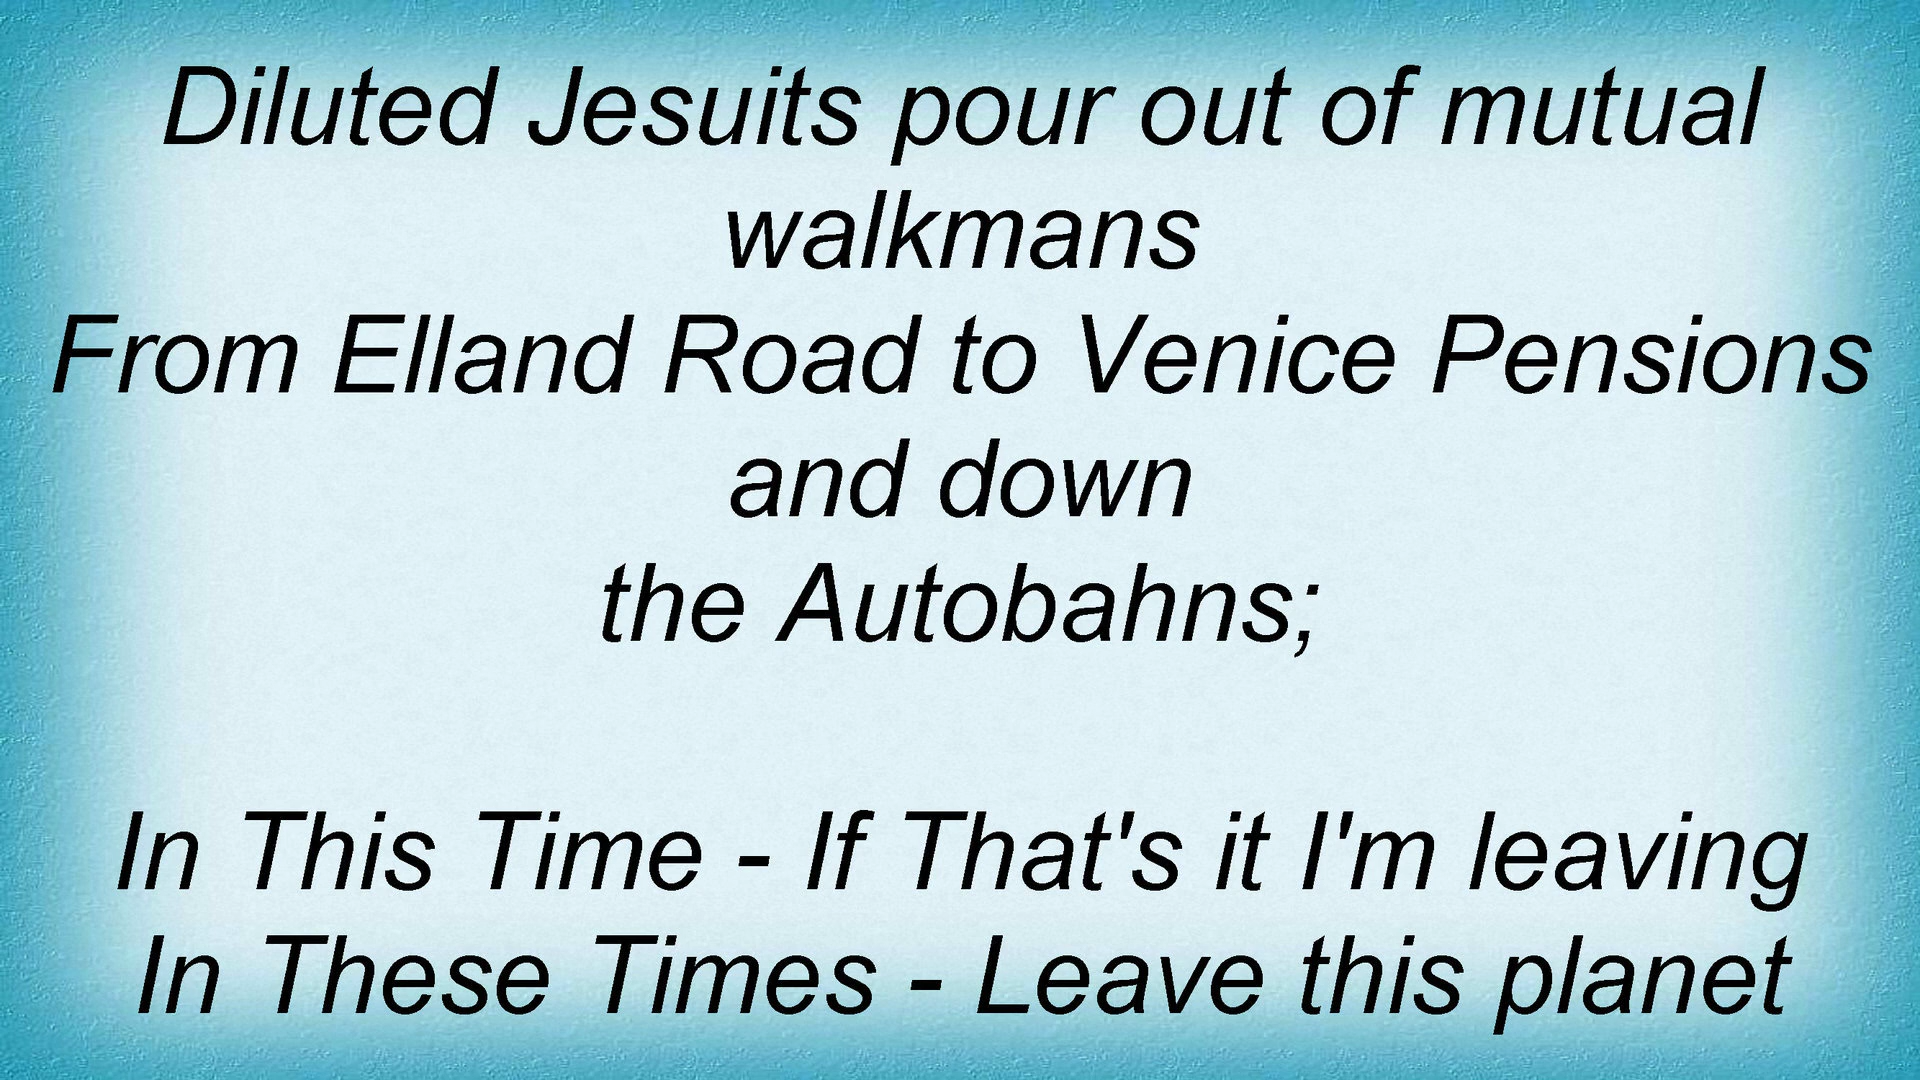 Diluted Jesuits pour out of mutual
walkmans
From Elland Road to Venice Pensions
and down
the Autobahns;
In This Time - If That's it I'm leaving
In These Times - Leave this planet